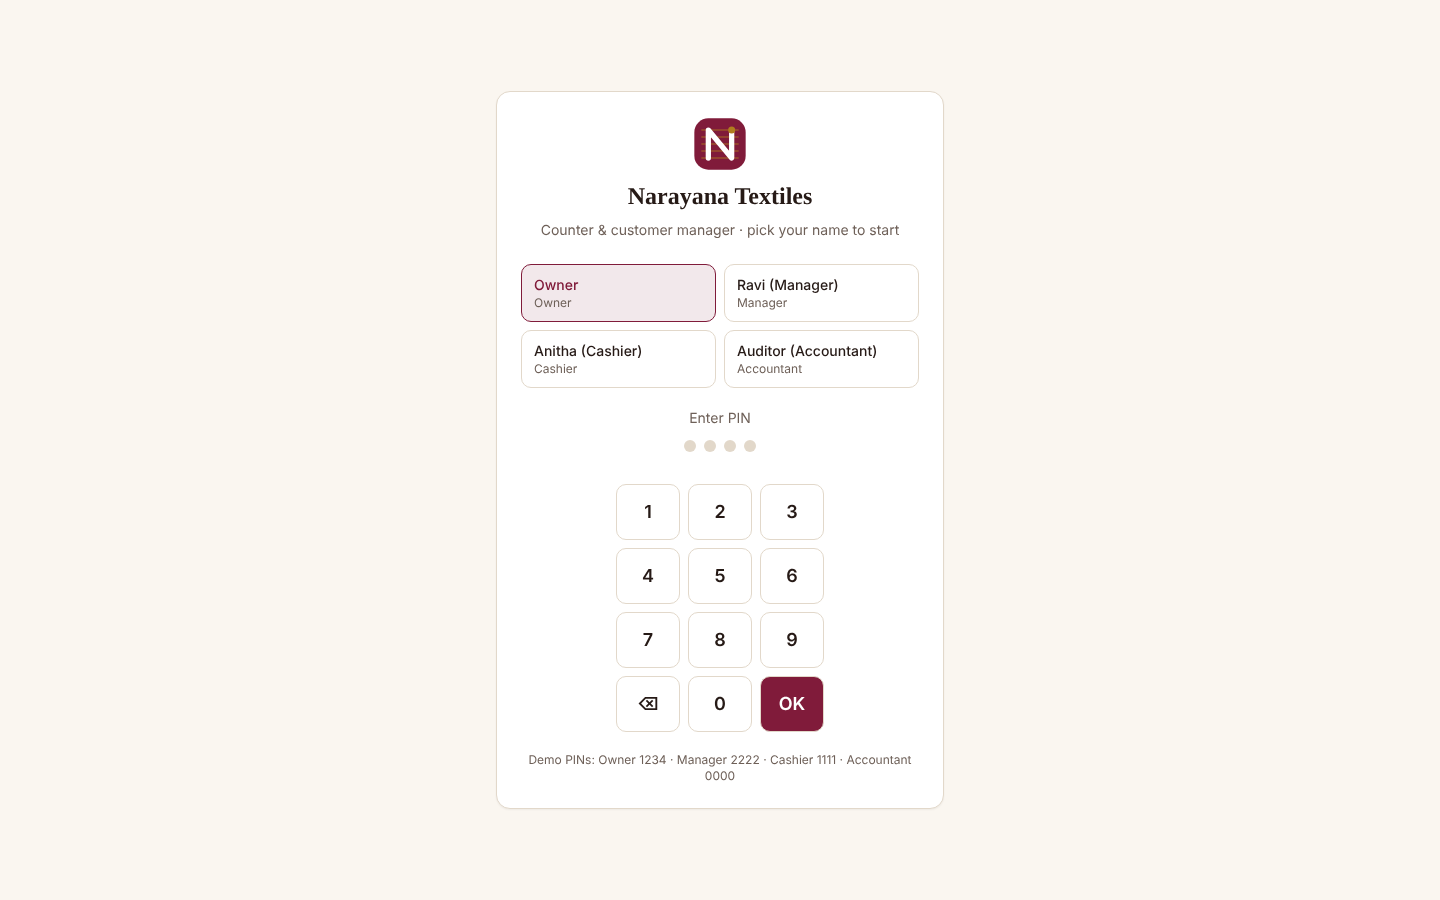 N
Narayana Textiles
Counter & customer manager · pick your name to start
Owner
Owner
Ravi (Manager)
Manager
Anitha (Cashier)
Cashier
Auditor (Accountant)
Accountant
Enter PIN
1 2 3
4 5 6
7 8 9
0 OK
Demo PINs: Owner 1234 · Manager 2222 · Cashier 1111 · Accountant
0000